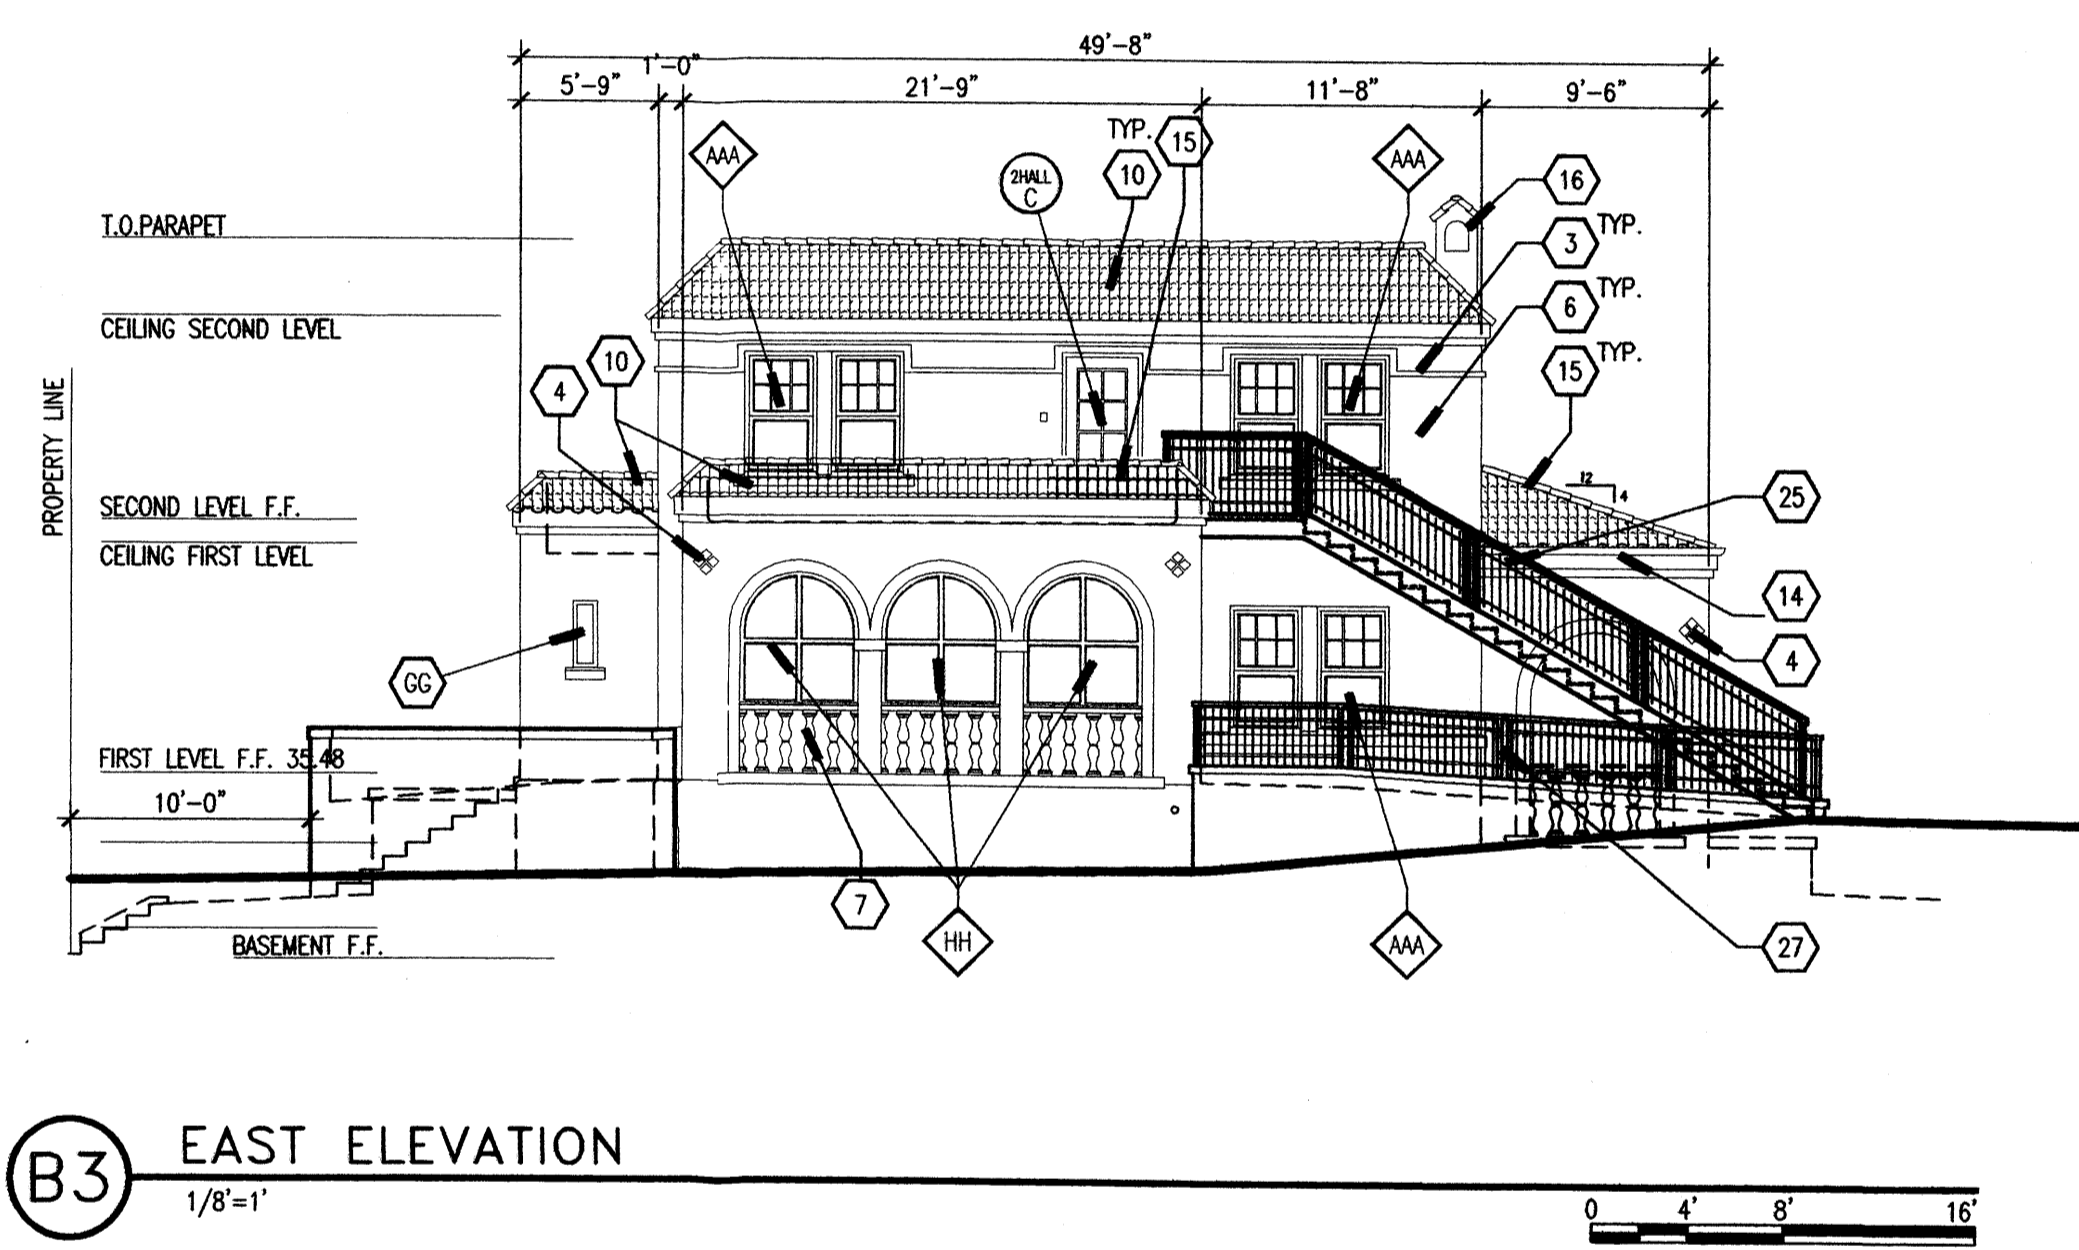 49'-8"
1'-0"
5'-9"
21'-9"
11'-8"
9'-6"
TYP.
15
AAA
2HALL
C
10
AAA
16
3 TYP.
6 TYP.
15 TYP.
T.O.PARAPET
CEILING SECOND LEVEL
10
4
PROPERTY LINE
12
4
25
SECOND LEVEL F.F.
CEILING FIRST LEVEL
14
4
GG
FIRST LEVEL F.F. 35.48
10'-0"
7
HH
AAA
27
BASEMENT F.F.
B3
EAST ELEVATION
1/8'=1'
0 4' 8' 16'